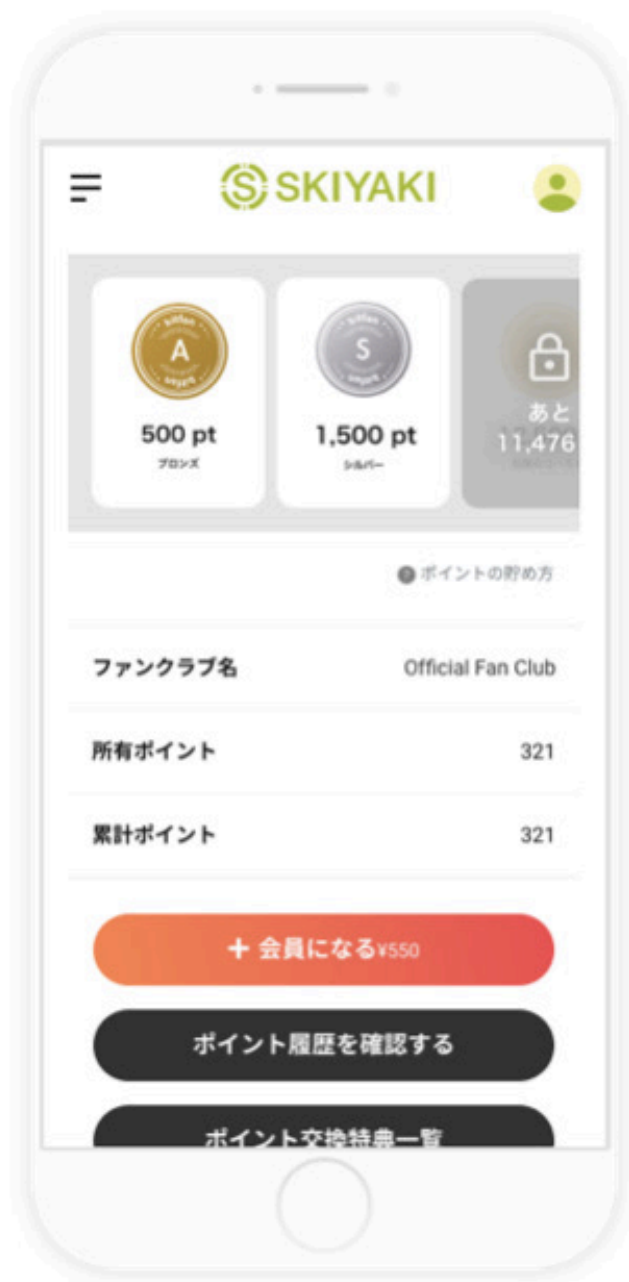 SKIYAKI
bitfan
A
bitfan
500 pt
ブロンズ
bitfan
S
bitfan
1,500 pt
シルバー
あと
11,476
? ポイントの貯め方
ファンクラブ名 Official Fan Club
所有ポイント 321
累計ポイント 321
+ 会員になる¥550
ポイント履歴を確認する
ポイント交換特典一覧